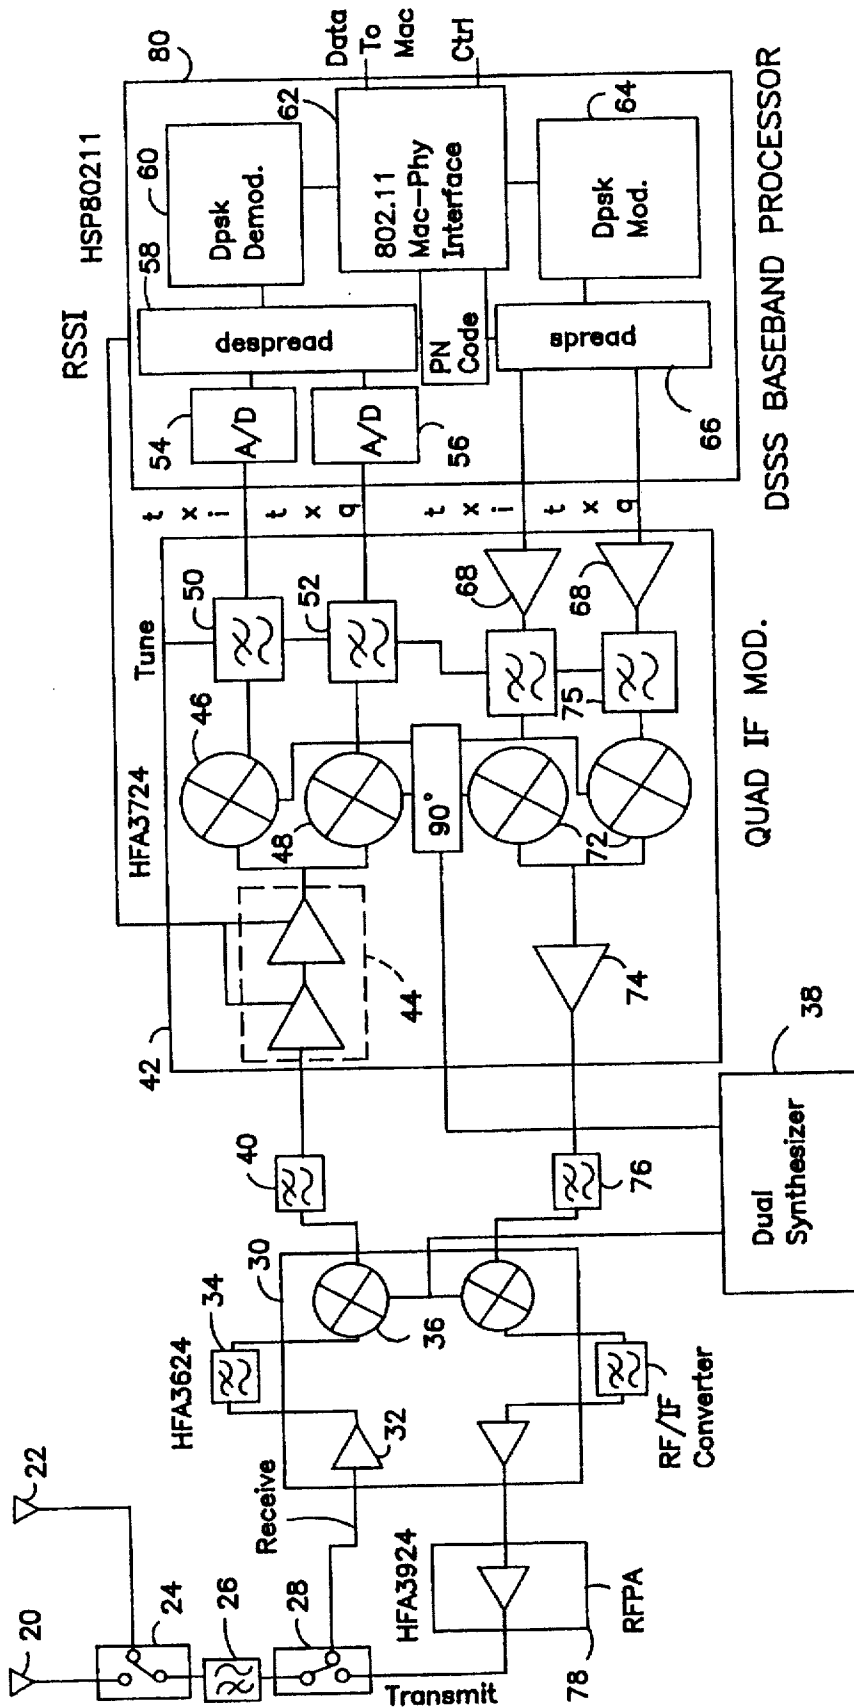 20
22
24
26
28
Receive
Transmit
HFA3924
78
RFPA
HFA3624
34
30
32
36
RF/IF
Converter
40
76
Dual
Synthesizer
38
42
HFA3724
44
46
48
Tune
50
52
90°
72
74
75
68
68
QUAD IF MOD.
t x i
t x q
t x i
t x q
RSSI
HSP80211
80
54
A/D
A/D
56
58
despread
60
Dpsk
Demod.
62
802.11
Mac-Phy
Interface
PN
Code
spread
66
Dpsk
Mod.
64
Data
To
Mac
Ctrl
DSSS BASEBAND PROCESSOR